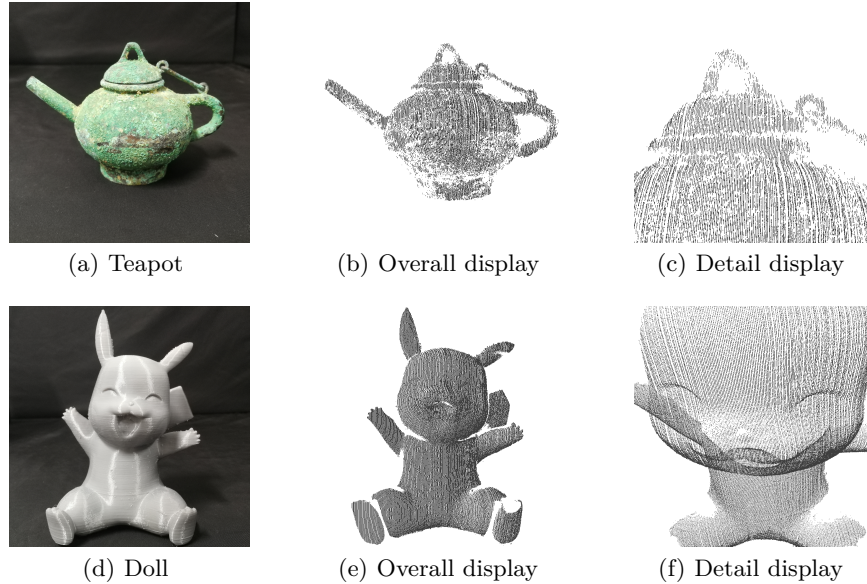 (a) Teapot
(b) Overall display
(c) Detail display
(d) Doll
(e) Overall display
(f) Detail display